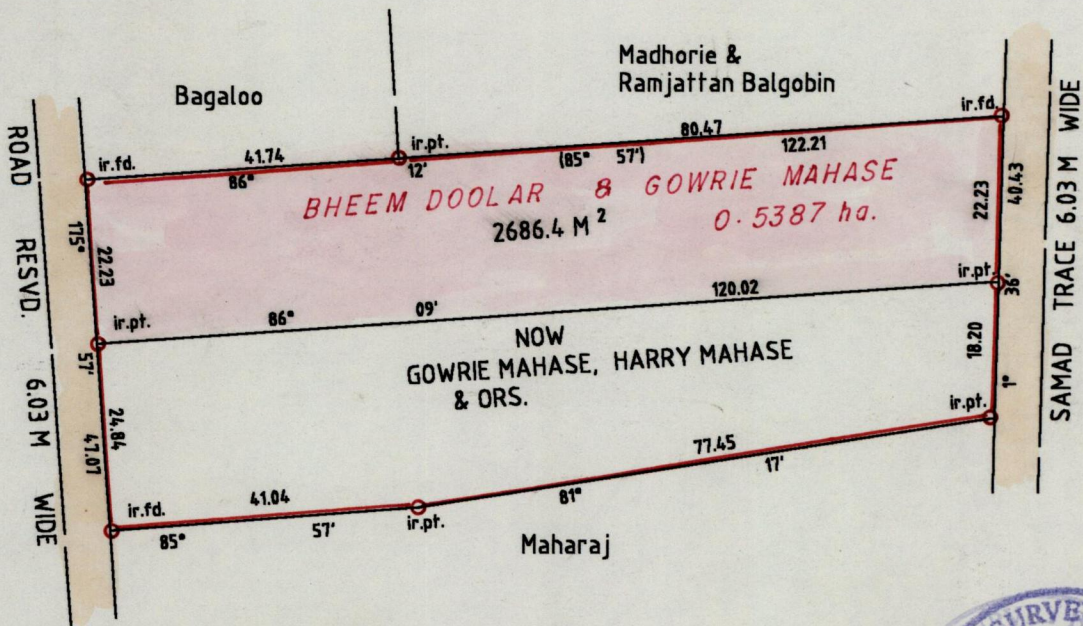 Madhorie &
Ramjattan Balgobin
Bagaloo
ir.fd.
ROAD RESVD. 6.03 M WIDE
SAMAD TRACE 6.03 M WIDE
ir.fd.
41.74
86°
ir.pt.
12'
80.47
(85° 57')
122.21
BHEEM DOOLAR & GOWRIE MAHASE
2686.4 M²
0.5387 ha.
175°
22.23
22.23
40.43
ir.pt.
ir.pt.
36'
86° 09' 120.02
NOW
GOWRIE MAHASE, HARRY MAHASE
& ORS.
57'
24.84
47.07
18.20
1°
ir.pt.
77.45
81° 17'
ir.fd.
41.04
85° 57'
ir.pt.
Maharaj
SURVE